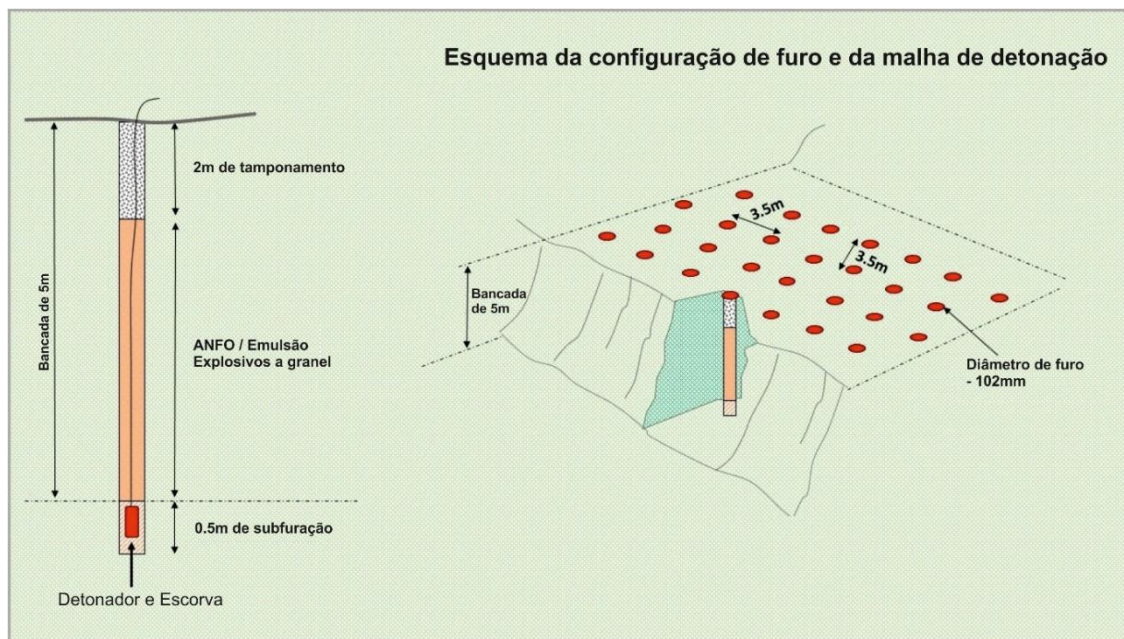 Esquema da configuração de furo e da malha de detonação
2m de tamponamento
Bancada de 5m
ANFO / Emulsão
Explosivos a granel
0.5m de subfuração
Detonador e Escorva
3.5m
3.5m
Bancada
de 5m
Diâmetro de furo
- 102mm